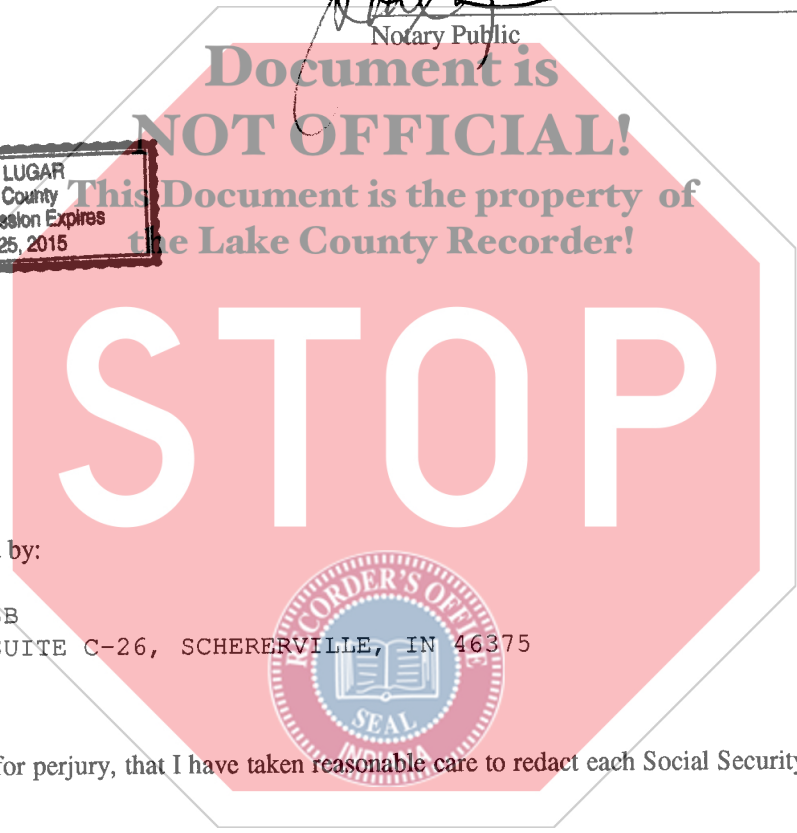 Notary Public
Document is
NOT OFFICIAL!
LUGAR
County
This Document is the property of
ssion Expires
the Lake County Recorder!
25, 2015
STOP
by:
RECORDER'S OFFICE
SB
SUITE C-26, SCHERERVILLE, IN 46375
SEAL
INDIANA
for perjury, that I have taken reasonable care to redact each Social Security